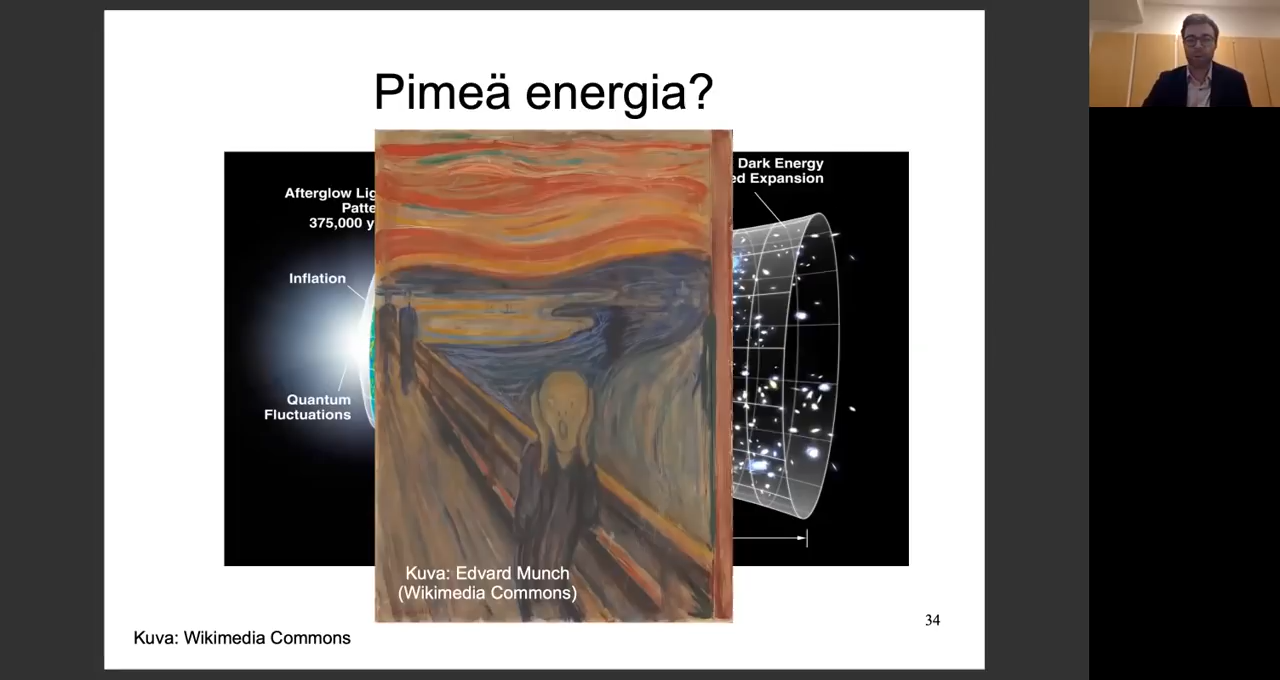 Pimeä energia?
Afterglow Lig
Patte
375,000 y
Inflation
Quantum
Fluctuations
Dark Energy
ed Expansion
Kuva: Edvard Munch
(Wikimedia Commons)
Kuva: Wikimedia Commons
34